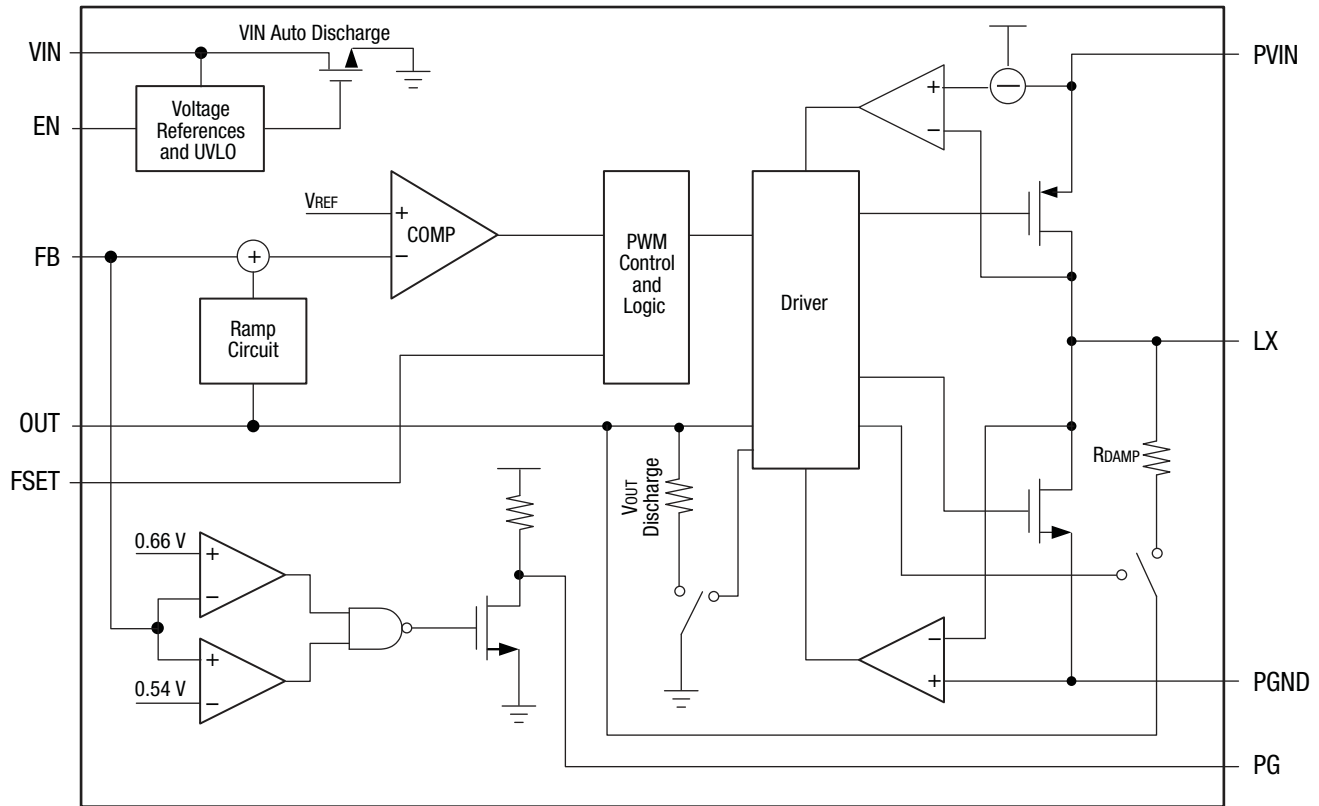 VIN Auto Discharge
VIN
PVIN
Voltage
References
and UVLO
EN
+
−
−
VREF
+
COMP
−
PWM
Control
and
Logic
Driver
FB
+
Ramp
Circuit
LX
OUT
FSET
VOUT
Discharge
RDAMP
0.66 V
+
−
+
0.54 V
−
−
+
PGND
PG